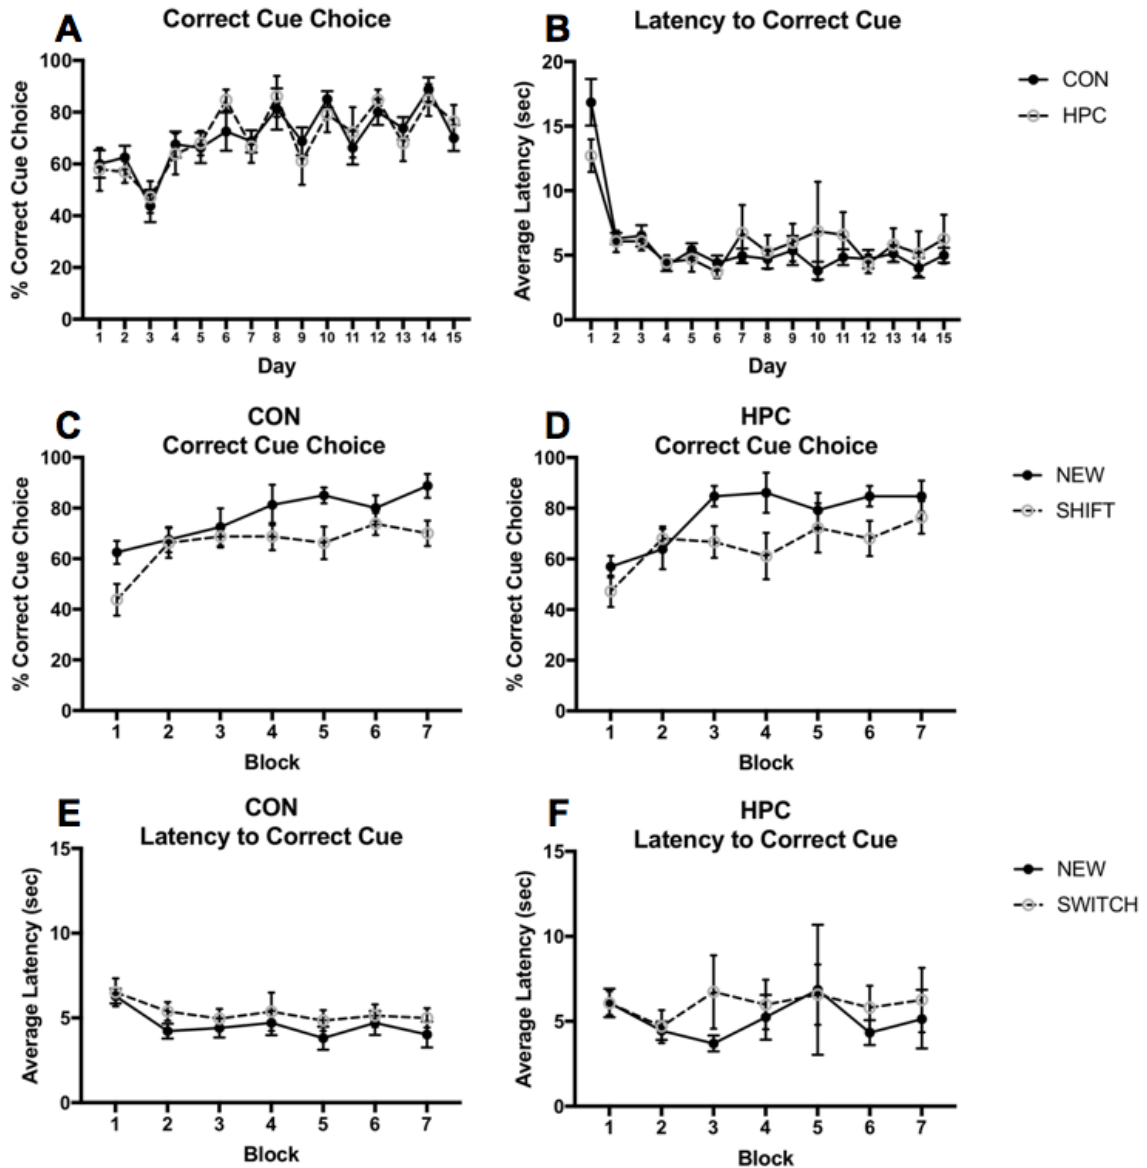 A
Correct Cue Choice
% Correct Cue Choice
100
80
60
40
20
0
1 2 3 4 5 6 7 8 9 10 11 12 13 14 15
Day
B
Latency to Correct Cue
Average Latency (sec)
20
15
10
5
0
1 2 3 4 5 6 7 8 9 10 11 12 13 14 15
Day
CON
HPC
C
CON
Correct Cue Choice
% Correct Cue Choice
100
80
60
40
20
0
1 2 3 4 5 6 7
Block
D
HPC
Correct Cue Choice
% Correct Cue Choice
100
80
60
40
20
0
1 2 3 4 5 6 7
Block
NEW
SHIFT
E
CON
Latency to Correct Cue
Average Latency (sec)
15
10
5
0
1 2 3 4 5 6 7
Block
F
HPC
Latency to Correct Cue
Average Latency (sec)
15
10
5
0
1 2 3 4 5 6 7
Block
NEW
SWITCH